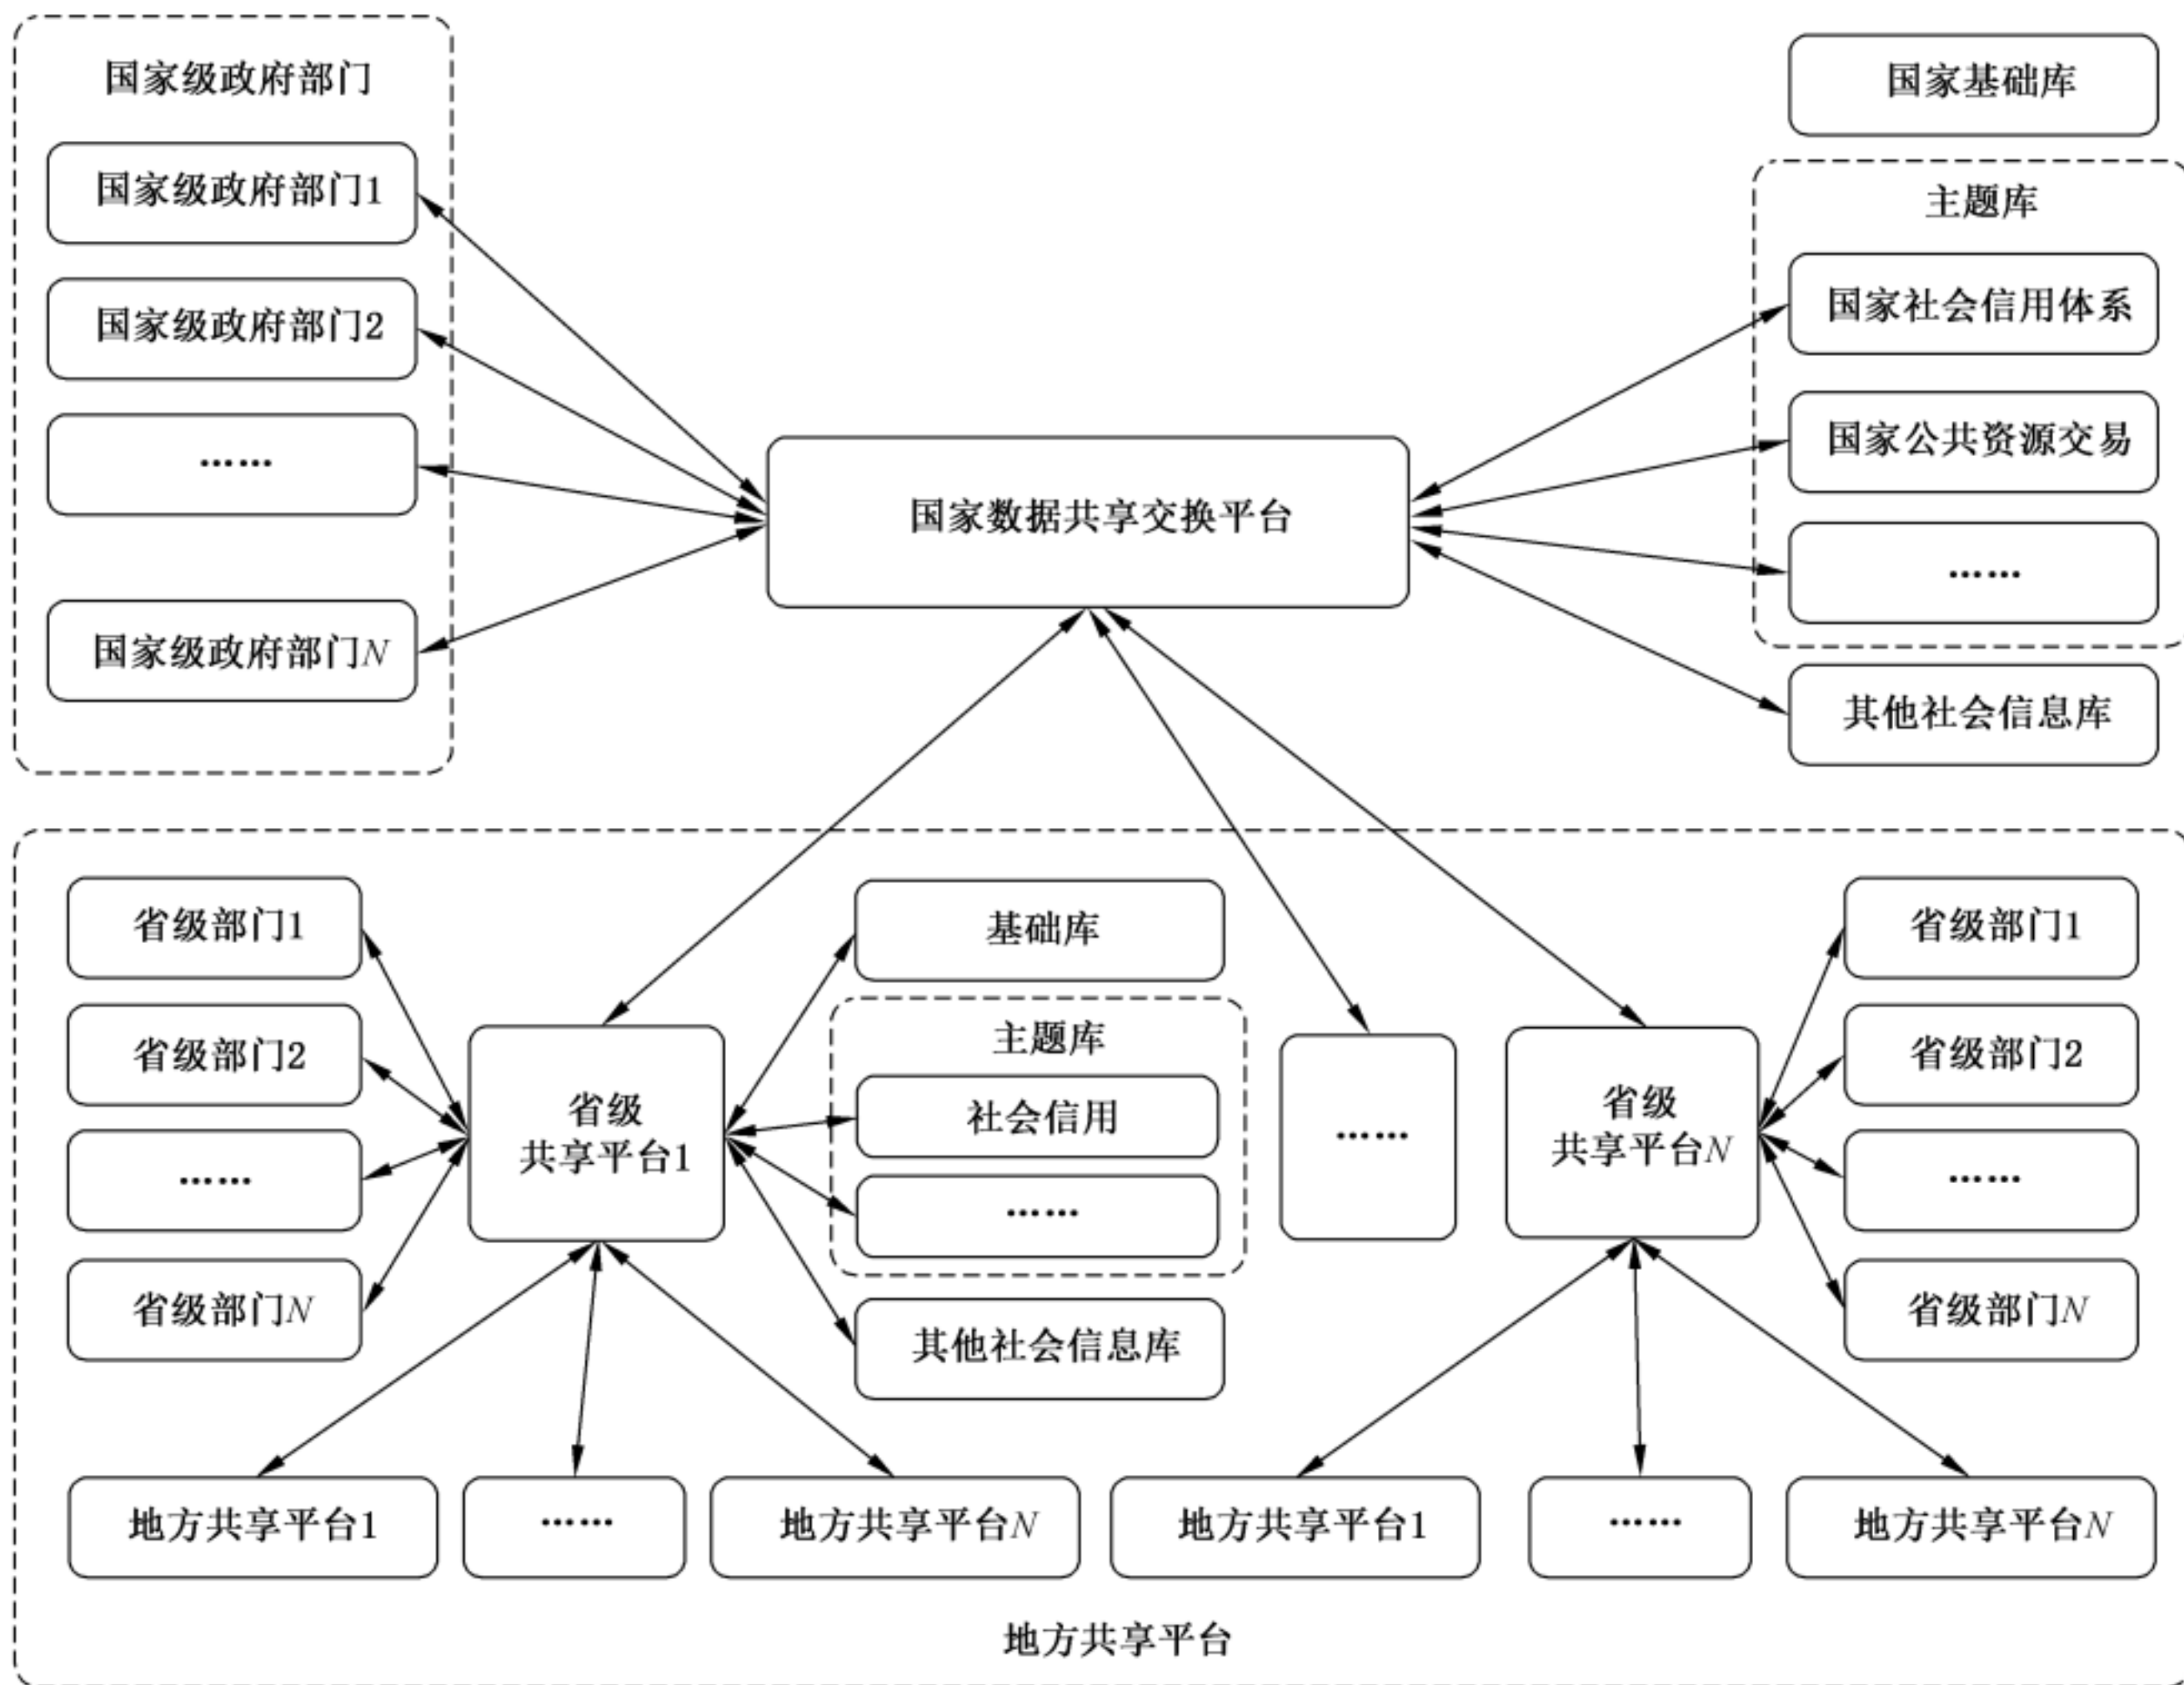 国家级政府部门
国家级政府部门1
国家级政府部门2
……
国家级政府部门N
国家数据共享交换平台
国家基础库
主题库
国家社会信用体系
国家公共资源交易
……
其他社会信息库
省级部门1
省级部门2
……
省级部门N
省级
共享平台1
基础库
主题库
社会信用
……
其他社会信息库
……
省级
共享平台N
省级部门1
省级部门2
……
省级部门N
地方共享平台1
……
地方共享平台N
地方共享平台1
……
地方共享平台N
地方共享平台